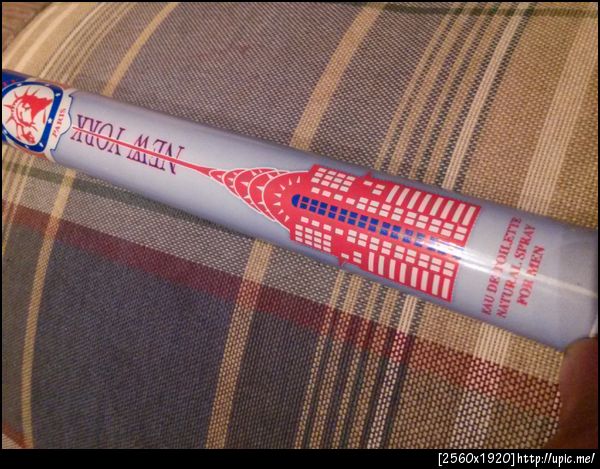 PARIS
NEW YORK
EAU DE TOILETTE
NATURAL SPRAY
FOR MEN
[2560x1920]http://upic.me/